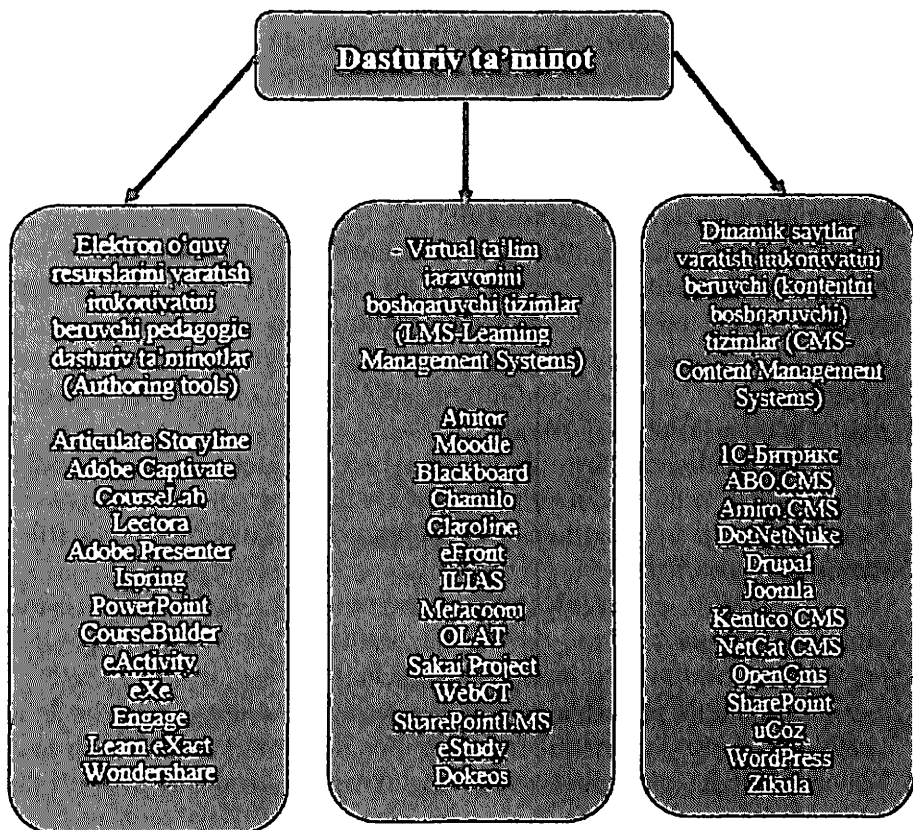 Dasturiy ta’minot
Elektron o‘quv
resurslarini yaratish
imkoniyatini
beruvchi pedagogic
dasturiy ta’minotlar
(Authoring tools)
Articulate Storyline
Adobe Captivate
CourseLab
Lectora
Adobe Presenter
Ispring
PowerPoint
CourseBulder
eActivity
eXe
Engage
Learn eXact
Wondershare
Virtual ta’lim
jarayonini
boshqaruvchi tizimlar
(LMS-Learning
Management Systems)
Moodle
Blackboard
Chamilo
Claroline
eFront
ILIAS
OLAT
Sakai Project
WebCT
SharePointLMS
eStudy
Dokeos
Dinamik saytlar
yaratish imkoniyatini
beruvchi (kontentni
boshqaruvchi)
tizimlar (CMS-
Content Management
Systems)
1С-Битрикс
ABO.CMS
Amiro.CMS
DotNetNuke
Drupal
Joomla
Kentico CMS
NetCat CMS
OpenCms
SharePoint
uCoz
WordPress
Zikula